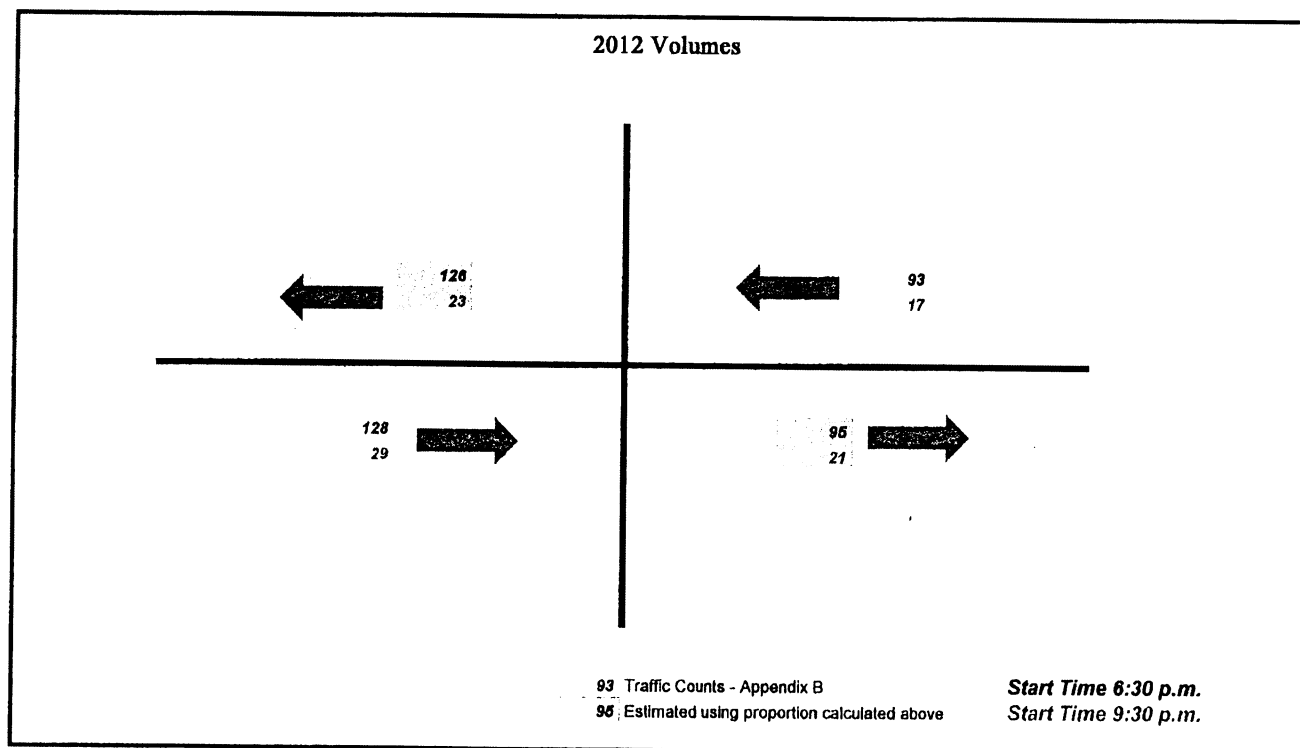 2012 Volumes
126
23
93
17
128
29
95
21
93 Traffic Counts - Appendix B
95 Estimated using proportion calculated above
Start Time 6:30 p.m.
Start Time 9:30 p.m.